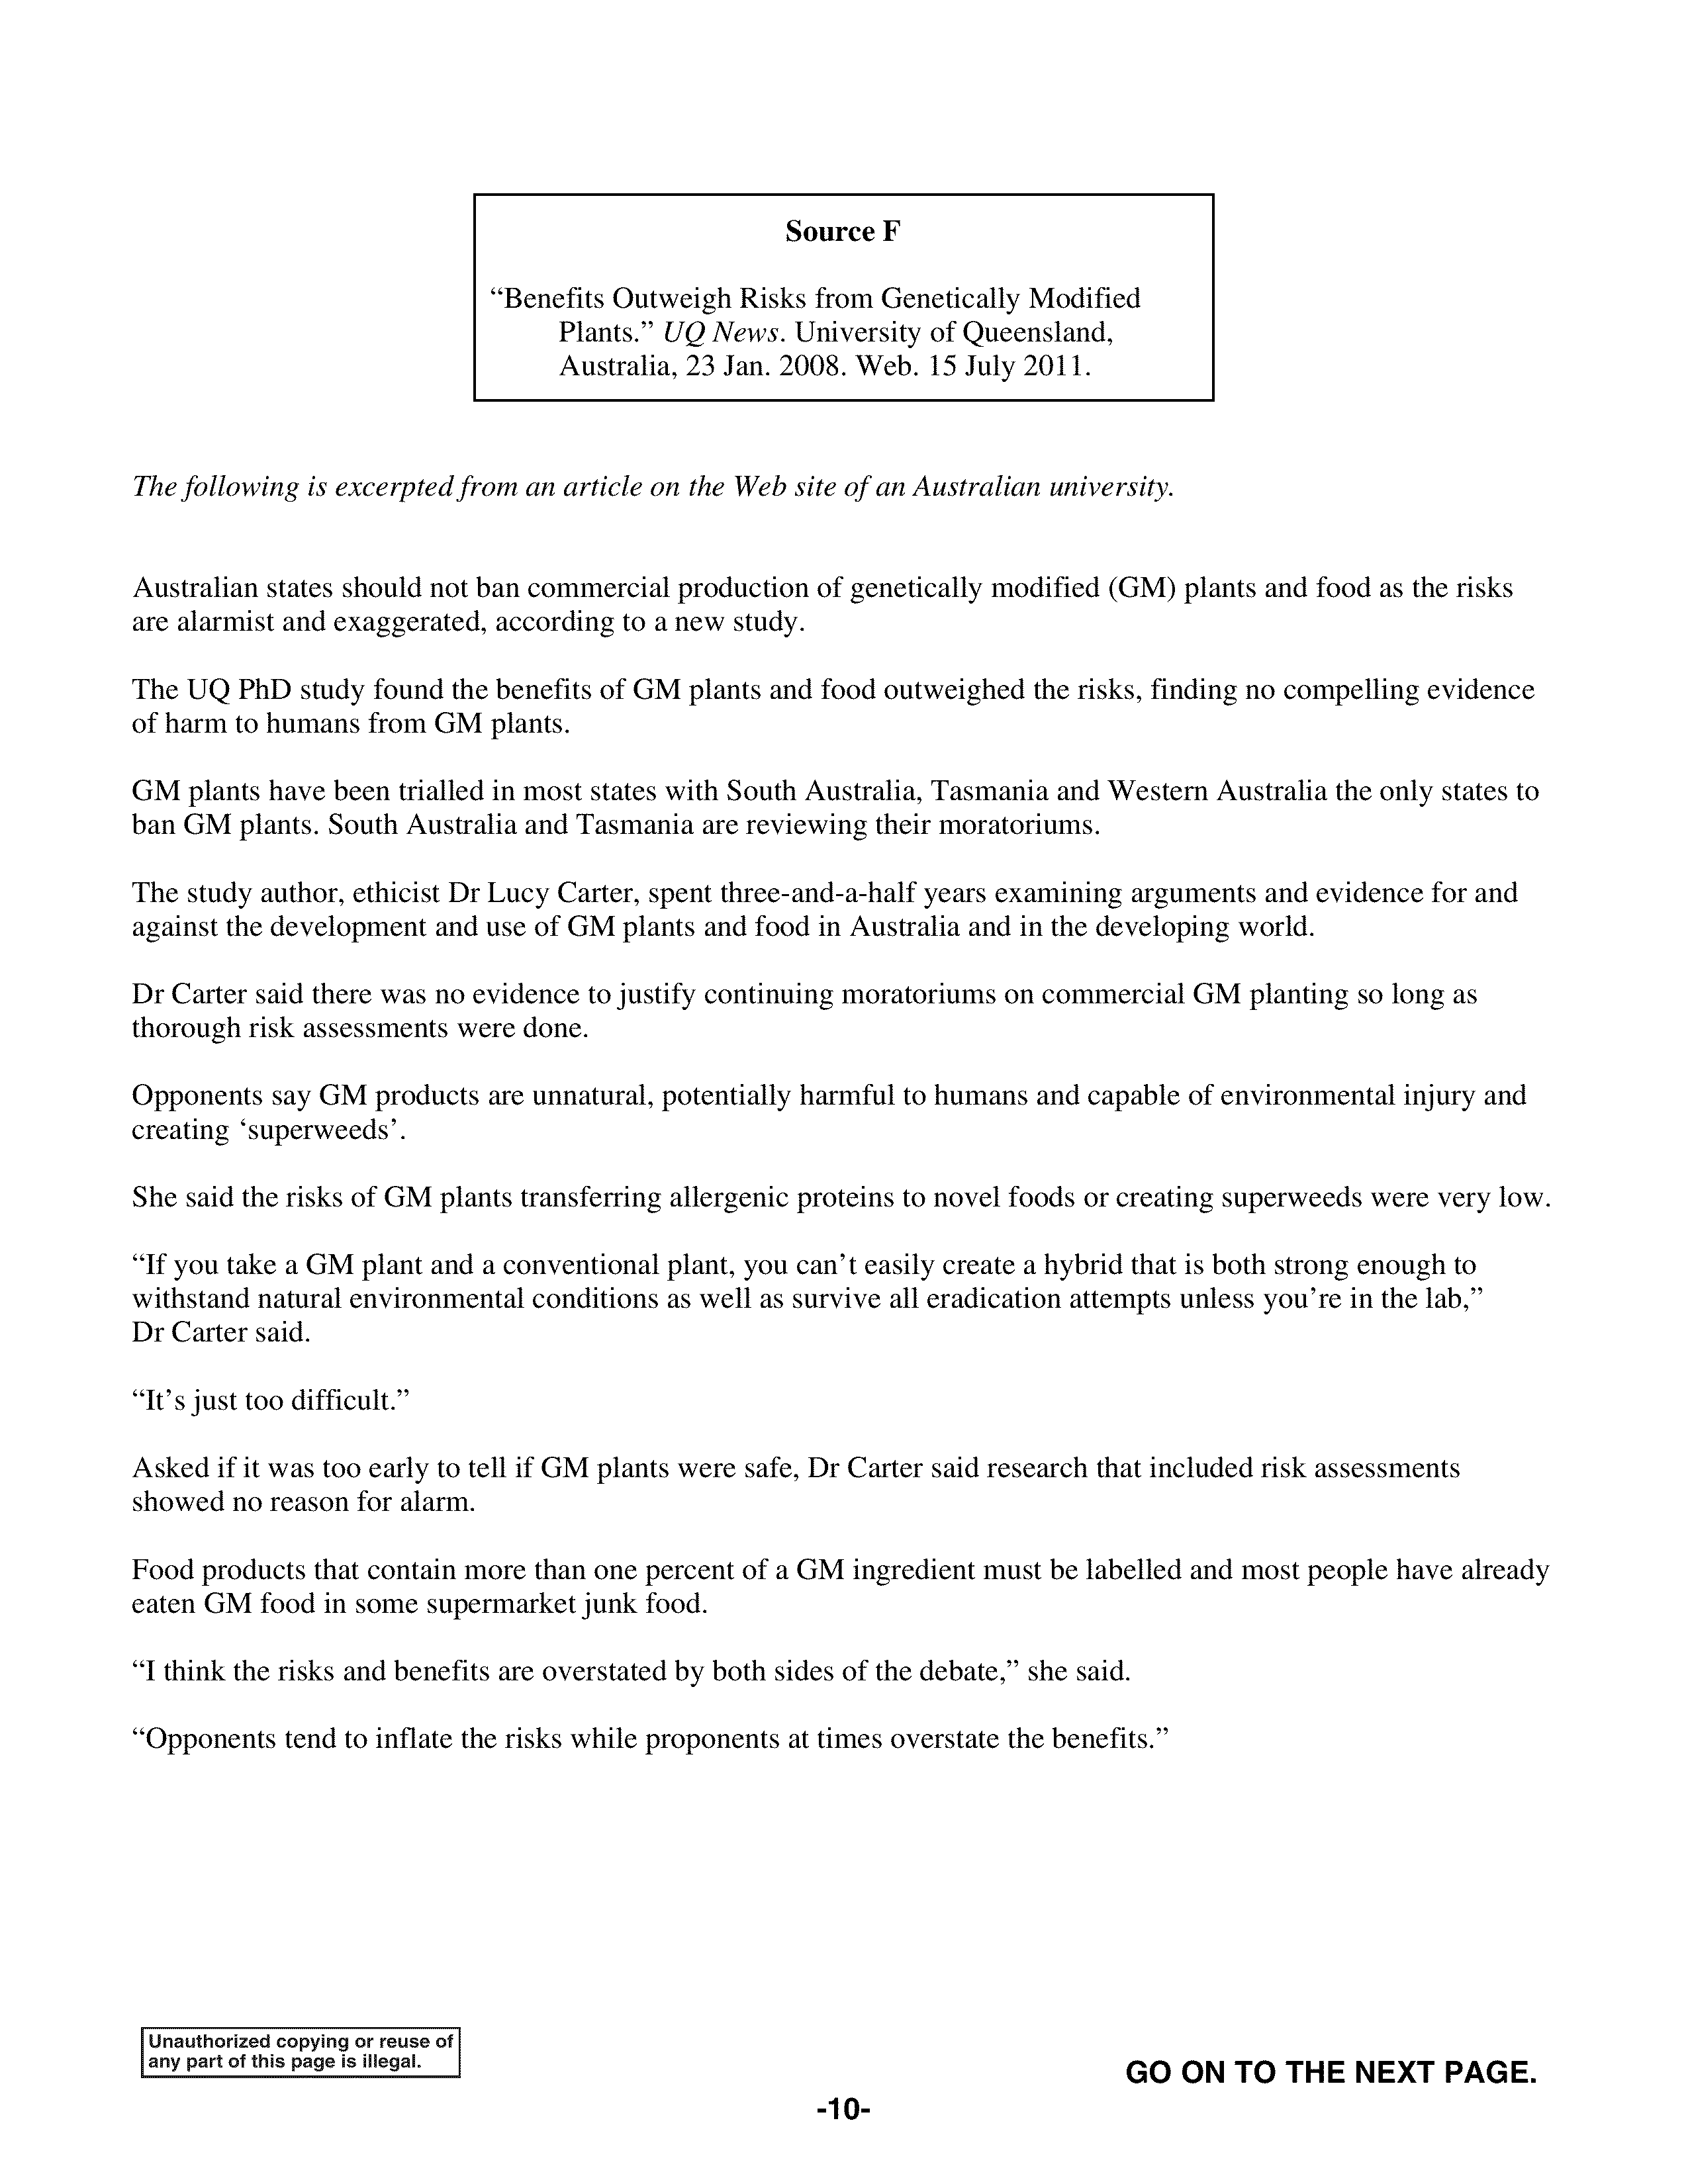 Source F
“Benefits Outweigh Risks from Genetically Modified
Plants.” UQ News. University of Queensland,
Australia, 23 Jan. 2008. Web. 15 July 2011.
The following is excerpted from an article on the Web site of an Australian university.
Australian states should not ban commercial production of genetically modified (GM) plants and food as the risks
are alarmist and exaggerated, according to a new study.
The UQ PhD study found the benefits of GM plants and food outweighed the risks, finding no compelling evidence
of harm to humans from GM plants.
GM plants have been trialled in most states with South Australia, Tasmania and Western Australia the only states to
ban GM plants. South Australia and Tasmania are reviewing their moratoriums.
The study author, ethicist Dr Lucy Carter, spent three-and-a-half years examining arguments and evidence for and
against the development and use of GM plants and food in Australia and in the developing world.
Dr Carter said there was no evidence to justify continuing moratoriums on commercial GM planting so long as
thorough risk assessments were done.
Opponents say GM products are unnatural, potentially harmful to humans and capable of environmental injury and
creating ‘superweeds’.
She said the risks of GM plants transferring allergenic proteins to novel foods or creating superweeds were very low.
“If you take a GM plant and a conventional plant, you can’t easily create a hybrid that is both strong enough to
withstand natural environmental conditions as well as survive all eradication attempts unless you’re in the lab,”
Dr Carter said.
“It’s just too difficult.”
Asked if it was too early to tell if GM plants were safe, Dr Carter said research that included risk assessments
showed no reason for alarm.
Food products that contain more than one percent of a GM ingredient must be labelled and most people have already
eaten GM food in some supermarket junk food.
“I think the risks and benefits are overstated by both sides of the debate,” she said.
“Opponents tend to inflate the risks while proponents at times overstate the benefits.”
Unauthorized copying or reuse of
any part of this page is illegal.
GO ON TO THE NEXT PAGE.
-10-